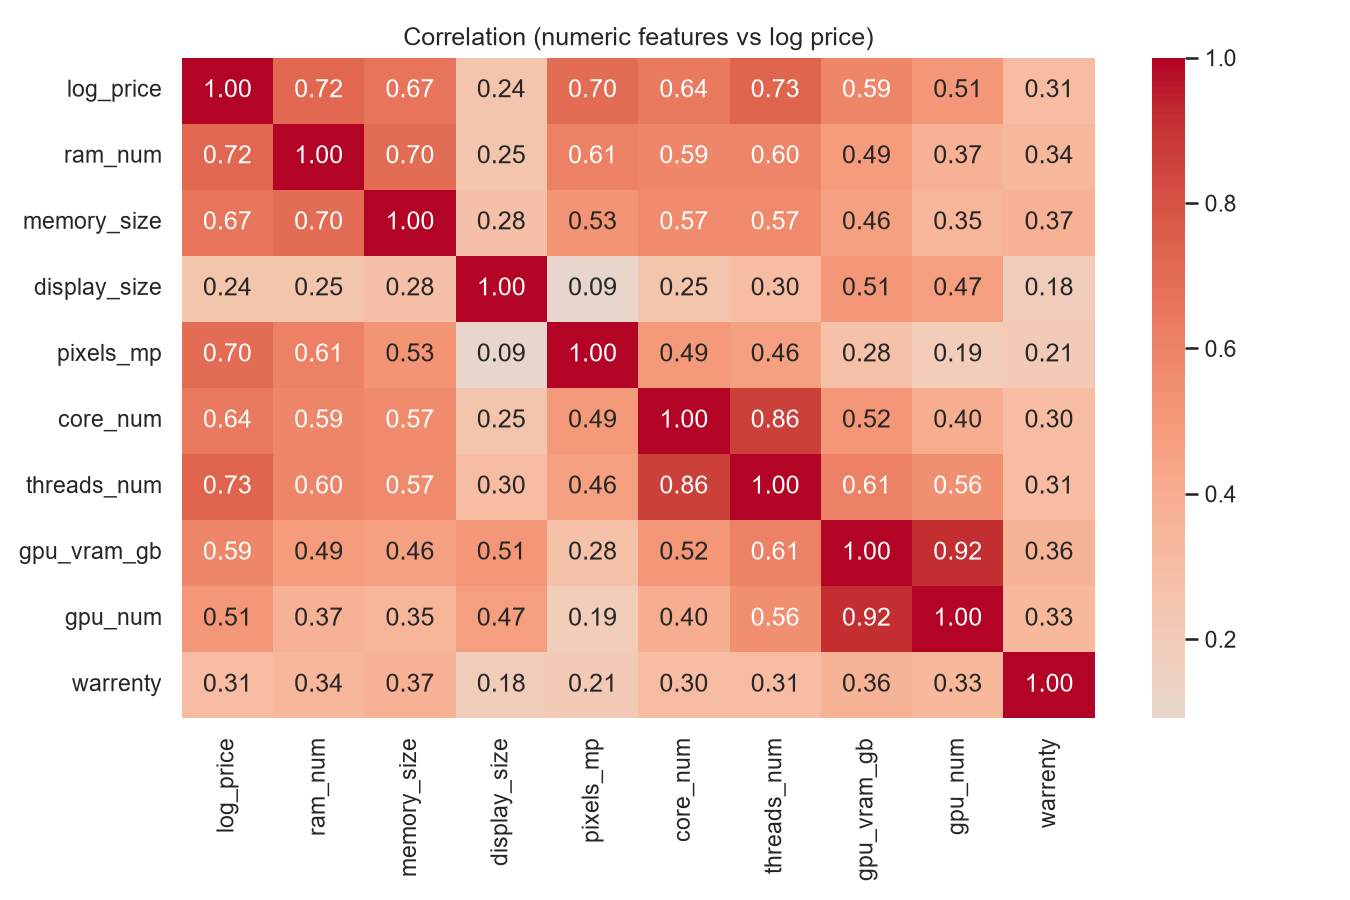 Correlation (numeric features vs log price)
log_price 1.00 0.72 0.67 0.24 0.70 0.64 0.73 0.59 0.51 0.31
ram_num 0.72 1.00 0.70 0.25 0.61 0.59 0.60 0.49 0.37 0.34
memory_size 0.67 0.70 1.00 0.28 0.53 0.57 0.57 0.46 0.35 0.37
display_size 0.24 0.25 0.28 1.00 0.09 0.25 0.30 0.51 0.47 0.18
pixels_mp 0.70 0.61 0.53 0.09 1.00 0.49 0.46 0.28 0.19 0.21
core_num 0.64 0.59 0.57 0.25 0.49 1.00 0.86 0.52 0.40 0.30
threads_num 0.73 0.60 0.57 0.30 0.46 0.86 1.00 0.61 0.56 0.31
gpu_vram_gb 0.59 0.49 0.46 0.51 0.28 0.52 0.61 1.00 0.92 0.36
gpu_num 0.51 0.37 0.35 0.47 0.19 0.40 0.56 0.92 1.00 0.33
warrenty 0.31 0.34 0.37 0.18 0.21 0.30 0.31 0.36 0.33 1.00
log_price ram_num memory_size display_size pixels_mp core_num threads_num gpu_vram_gb gpu_num warrenty
1.0
0.8
0.6
0.4
0.2